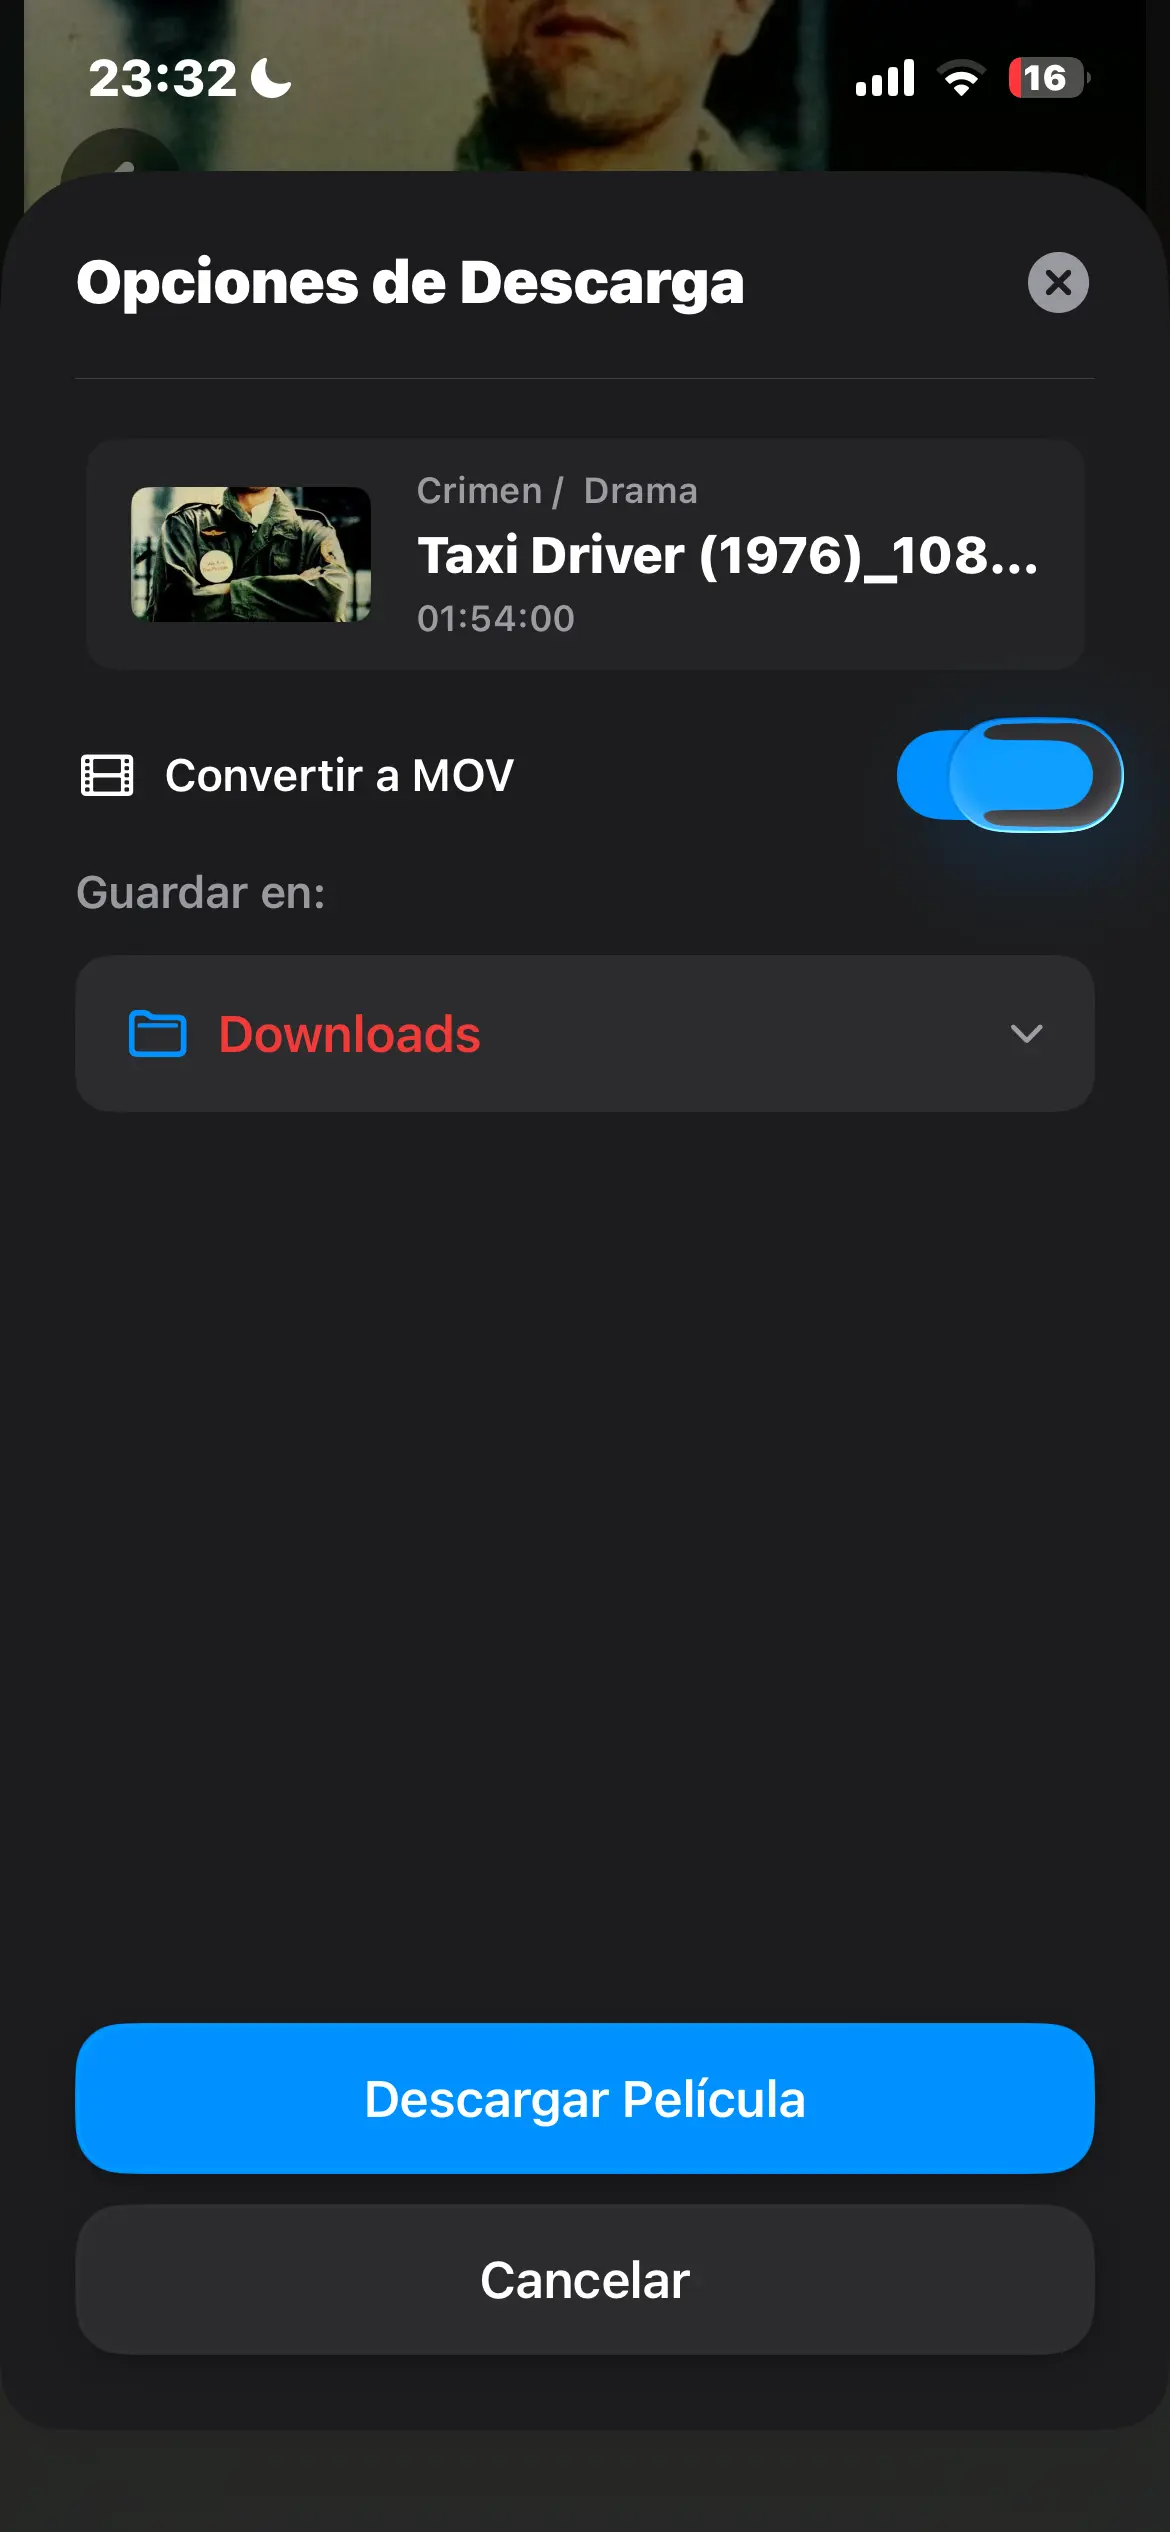 23:32
16
Opciones de Descarga
Crimen / Drama
Taxi Driver (1976)_108...
01:54:00
Convertir a MOV
Guardar en:
Downloads
Descargar Película
Cancelar